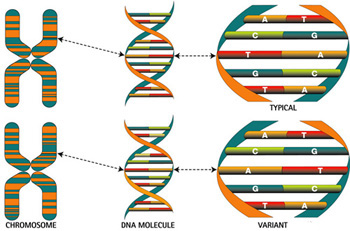 A T
C G
T A
G C
T A
TYPICAL
A T
C G
A T
G C
T A
CHROMOSOME DNA MOLECULE VARIANT